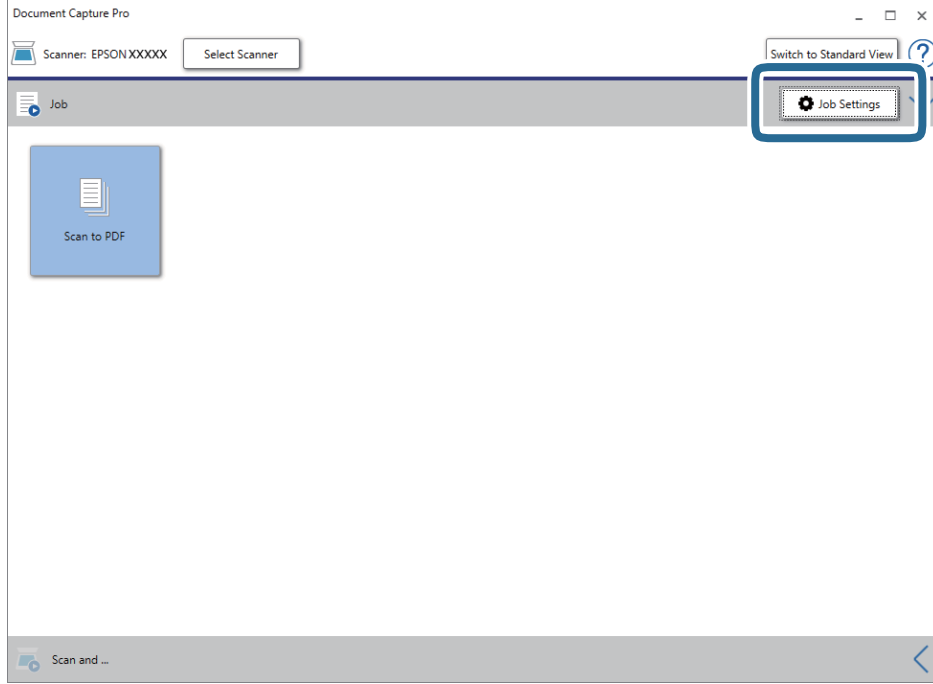 Document Capture Pro
Scanner: EPSON XXXXX
Select Scanner
Switch to Standard View
?
Job
Job Settings
Scan to PDF
Scan and ...